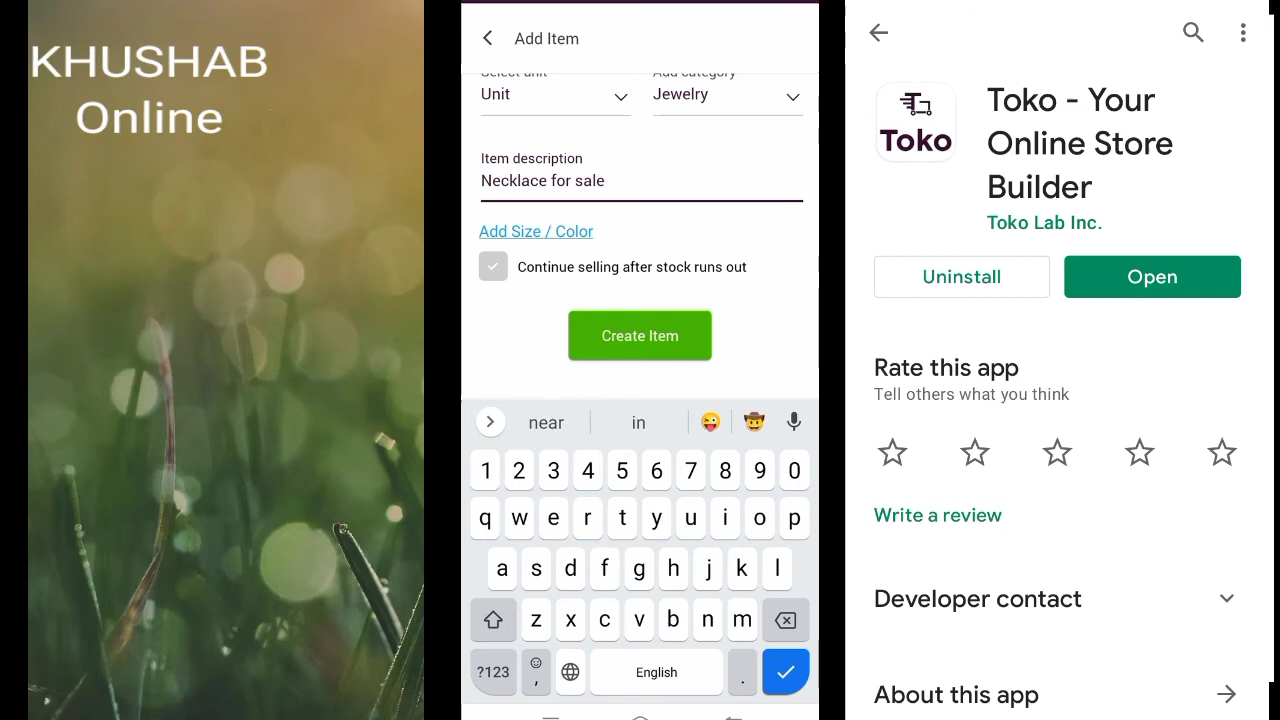 KHUSHAB
Online
Add Item
Select unit
Add category
Unit
Jewelry
Item description
Necklace for sale
Add Size / Color
Continue selling after stock runs out
Create Item
near
in
1 2 3 4 5 6 7 8 9 0
q w e r t y u i o p
a s d f g h j k l
z x c v b n m
?123
,
English
.
Toko
Toko - Your
Online Store
Builder
Toko Lab Inc.
Uninstall
Open
Rate this app
Tell others what you think
Write a review
Developer contact
About this app